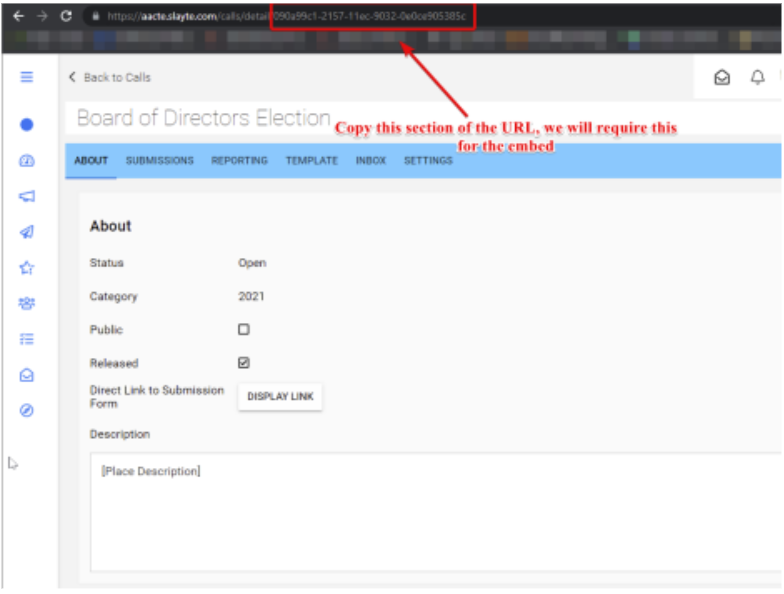 https://aacte.slayte.com/calls/detail/090a99c1-2157-11ec-9032-0e0ce905385c
Back to Calls
Board of Directors Election
Copy this section of the URL, we will require this
for the embed
ABOUT SUBMISSIONS REPORTING TEMPLATE INBOX SETTINGS
About
Status Open
Category 2021
Public
Released
Direct Link to Submission
Form
DISPLAY LINK
Description
[Place Description]